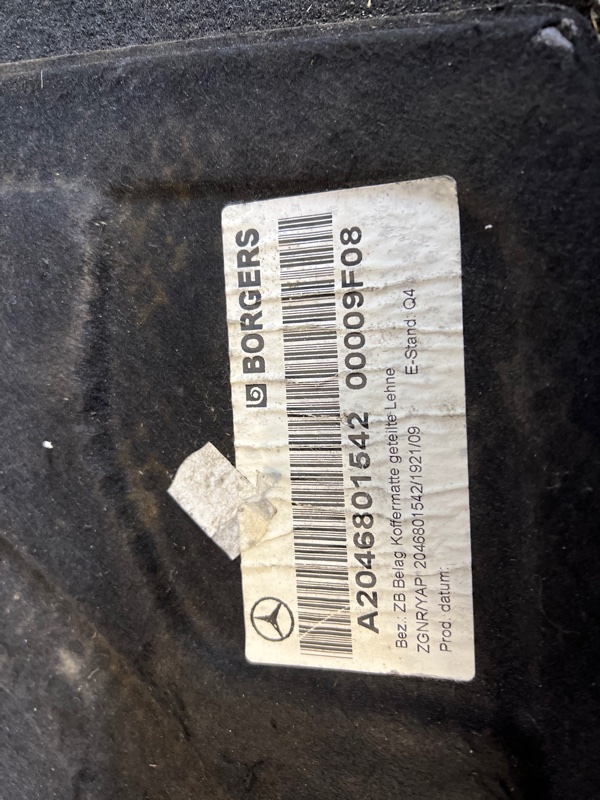 BORGERS
A2046801542 00009F08
Bez.: ZB Belag Koffermatte geteilte Lehne
ZGNR/YAP 2046801542/1921/09 E-Stand: Q4
Prod. datum: